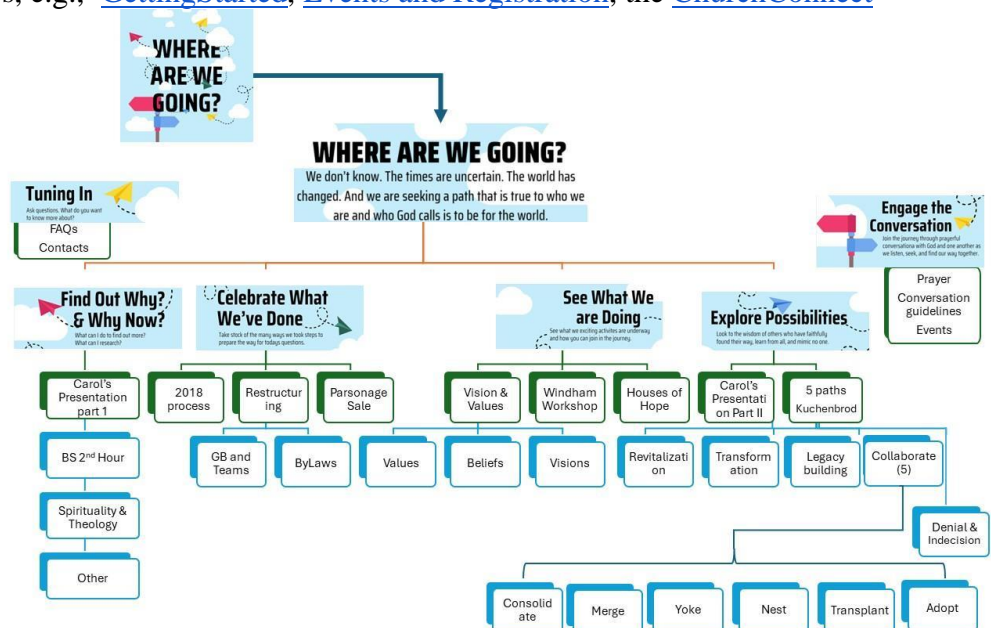 s, e.g., GettingStarted, Events and Registration, the ChurchConnect
WHERE
ARE WE
GOING?
WHERE ARE WE GOING?
We don't know. The times are uncertain. The world has
changed. And we are seeking a path that is true to who we
are and who God calls is to be for the world.
Tuning In
Ask questions. What do you want
to know more about?
FAQs
Contacts
Engage the
Conversation
Join the journey through prayerful
conversations with God and one another as
we listen, seek, and find our way together.
Prayer
Conversation
guidelines
Events
Find Out Why?
& Why Now?
What can I do to find out more?
What can I research?
Celebrate What
We've Done
Take stock of the many ways we took steps to
prepare the way for todays questions.
See What We
are Doing
See what we exciting activites are underway
and how you can join in the journey.
Explore Possibilities
Look to the wisdom of others who have faithfully
found their way, learn from all, and mimic no one.
Carol's
Presentation
part 1
2018
process
Restructur
ing
Parsonage
Sale
Vision &
Values
Windham
Workshop
Houses of
Hope
Carol's
Presentati
on Part II
5 paths
Kuchenbrod
BS 2nd Hour
GB and
Teams
ByLaws
Values
Beliefs
Visions
Revitalizati
on
Transform
ation
Legacy
building
Collaborate
(5)
Spirituality &
Theology
Denial &
Indecision
Other
Consolid
ate
Merge
Yoke
Nest
Transplant
Adopt